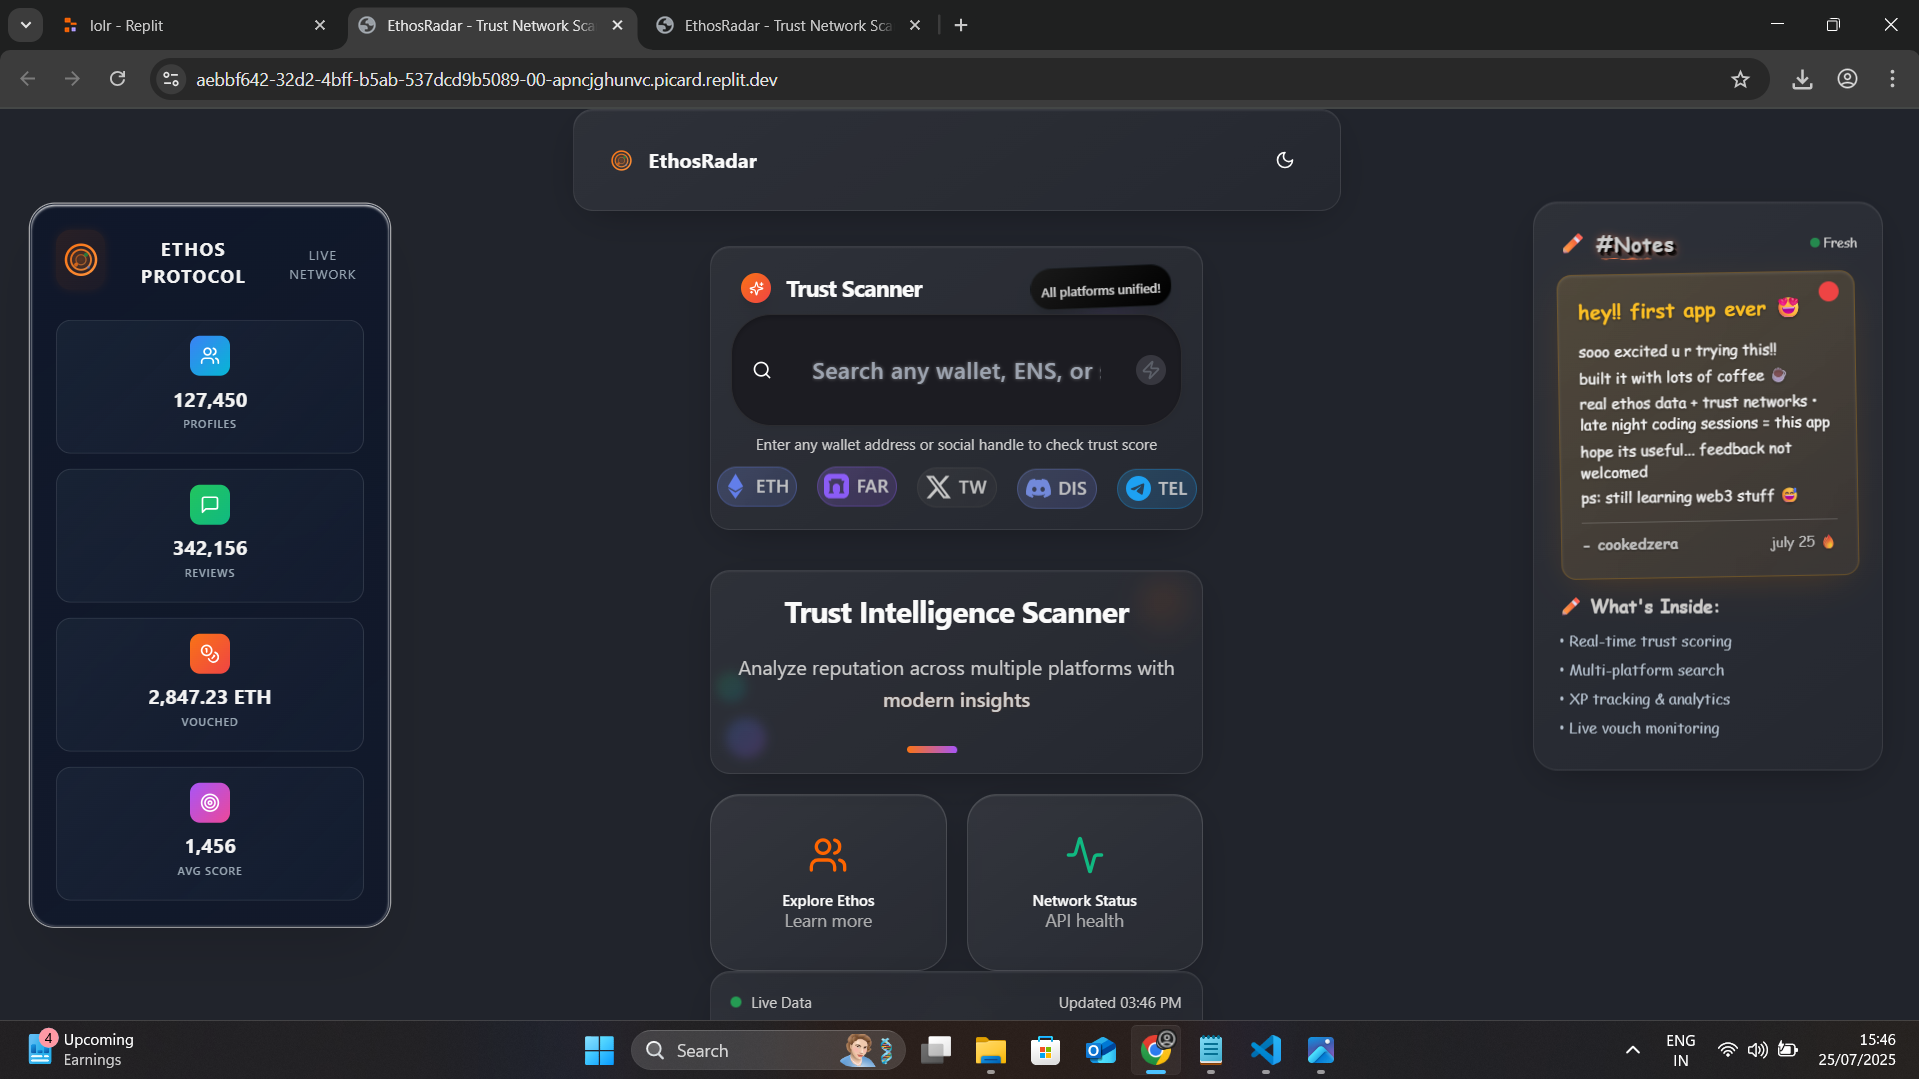 lolr - Replit
EthosRadar - Trust Network Sca
EthosRadar - Trust Network Sca
aebbf642-32d2-4bff-b5ab-537dcd9b5089-00-apncjghunvc.picard.replit.dev
EthosRadar
ETHOS
PROTOCOL
LIVE
NETWORK
127,450
PROFILES
342,156
REVIEWS
2,847.23 ETH
VOUCHED
1,456
AVG SCORE
Trust Scanner
All platforms unified!
Search any wallet, ENS, or
Enter any wallet address or social handle to check trust score
ETH
FAR
TW
DIS
TEL
Trust Intelligence Scanner
Analyze reputation across multiple platforms with
modern insights
Explore Ethos
Learn more
Network Status
API health
Live Data
Updated 03:46 PM
#Notes
Fresh
hey!! first app ever 🤩
sooo excited u r trying this!!
built it with lots of coffee ☕
real ethos data + trust networks •
late night coding sessions = this app
hope its useful... feedback not
welcomed
ps: still learning web3 stuff 😅
- cookedzera
july 25 🔥
What's Inside:
• Real-time trust scoring
• Multi-platform search
• XP tracking & analytics
• Live vouch monitoring
4
Upcoming
Earnings
Search
ENG
IN
15:46
25/07/2025